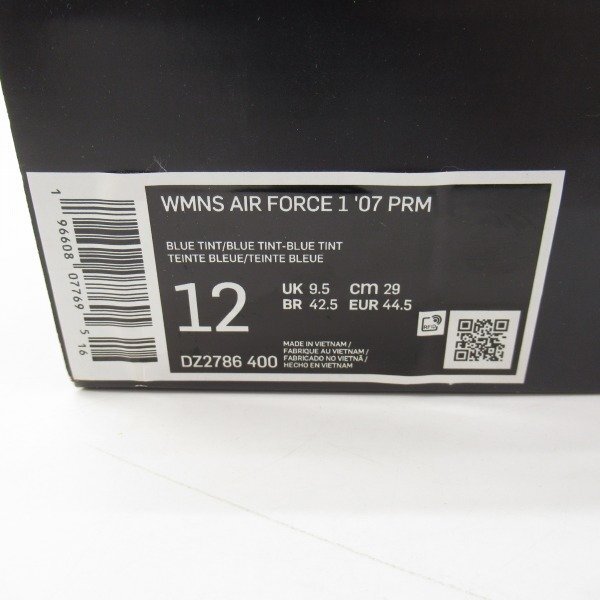 WMNS AIR FORCE 1 '07 PRM
BLUE TINT/BLUE TINT-BLUE TINT
TEINTE BLEUE/TEINTE BLEUE
12
UK 9.5 CM 29
BR 42.5 EUR 44.5
DZ2786 400
MADE IN VIETNAM /
FABRIQUE AU VIETNAM /
FABRICADO NO VIETNÃ /
HECHO EN VIETNAM
RFID
1 96608 07769 516